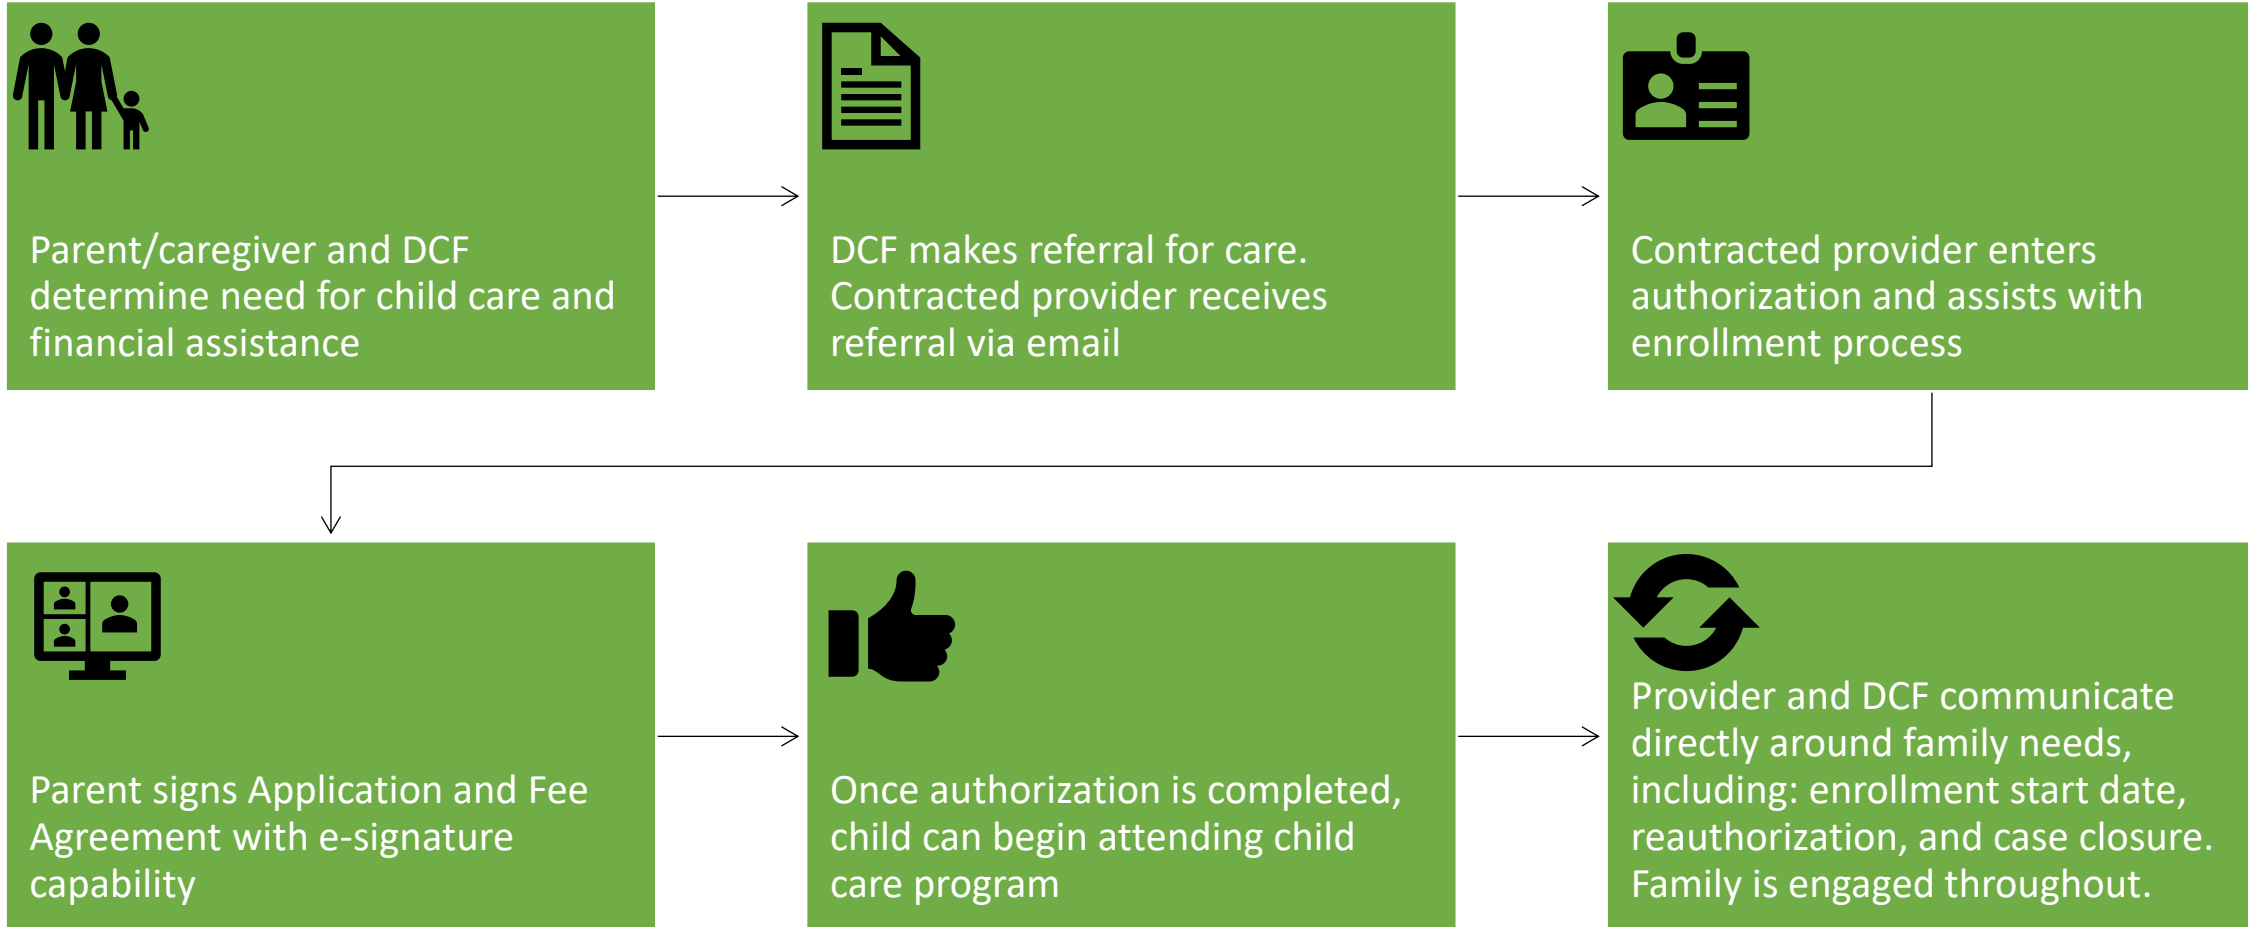 Parent/caregiver and DCF
determine need for child care and
financial assistance
DCF makes referral for care.
Contracted provider receives
referral via email
Contracted provider enters
authorization and assists with
enrollment process
Parent signs Application and Fee
Agreement with e-signature
capability
Once authorization is completed,
child can begin attending child
care program
Provider and DCF communicate
directly around family needs,
including: enrollment start date,
reauthorization, and case closure.
Family is engaged throughout.